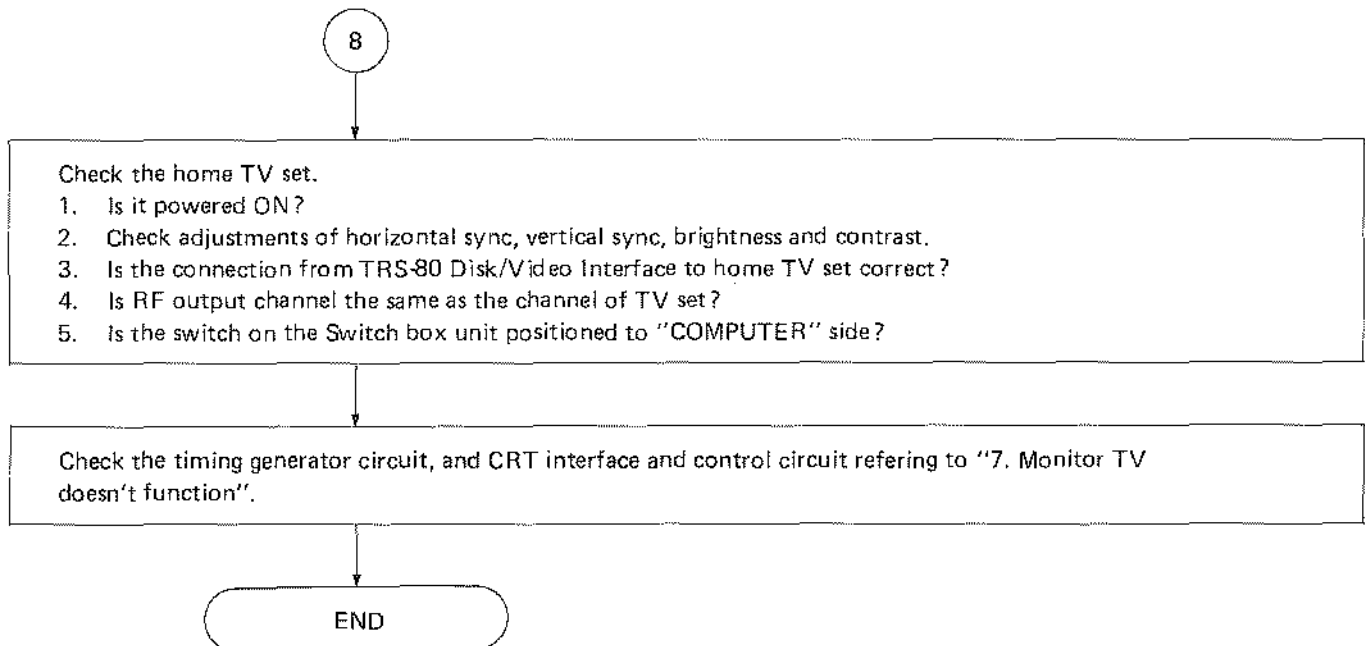 8
Check the home TV set.
1. Is it powered ON?
2. Check adjustments of horizontal sync, vertical sync, brightness and contrast.
3. Is the connection from TRS-80 Disk/Video Interface to home TV set correct?
4. Is RF output channel the same as the channel of TV set?
5. Is the switch on the Switch box unit positioned to "COMPUTER" side?
Check the timing generator circuit, and CRT interface and control circuit refering to "7. Monitor TV
doesn't function".
END